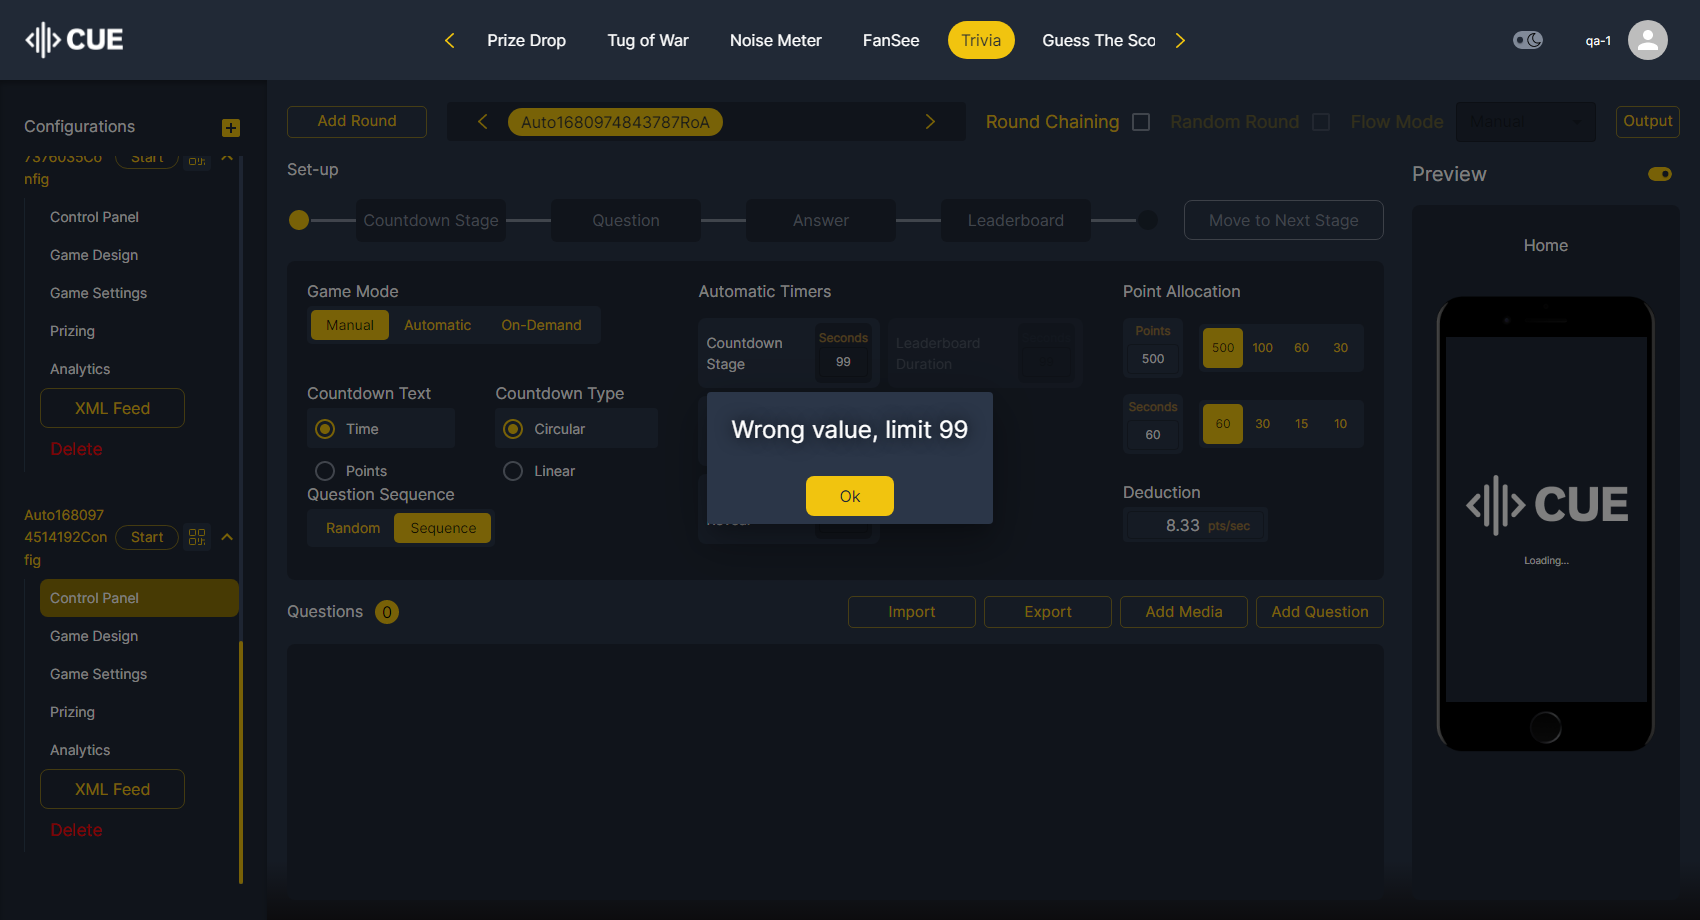 CUE
Prize Drop
Tug of War
Noise Meter
FanSee
Trivia
Guess The Sco
qa-1
Configurations
7376035Co
nfig
Start
Control Panel
Game Design
Game Settings
Prizing
Analytics
XML Feed
Delete
Auto168097
4514192Con
fig
Start
Control Panel
Game Design
Game Settings
Prizing
Analytics
XML Feed
Delete
Add Round
Auto1680974843787RoA
Round Chaining
Random Round
Flow Mode
Manual
Output
Set-up
Countdown Stage
Question
Answer
Leaderboard
Move to Next Stage
Game Mode
Manual
Automatic
On-Demand
Countdown Text
Time
Points
Countdown Type
Circular
Linear
Question Sequence
Random
Sequence
Automatic Timers
Countdown
Stage
Seconds
99
Leaderboard
Duration
Wrong value, limit 99
Ok
Point Allocation
Points
500
500
100
60
30
Seconds
60
60
30
15
10
Deduction
8.33 pts/sec
Questions
0
Import
Export
Add Media
Add Question
Preview
Home
CUE
Loading...